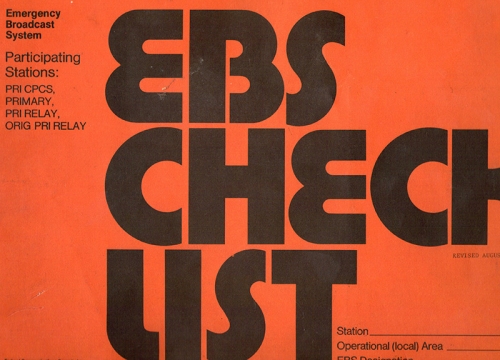 Emergency
Broadcast
System
Participating
Stations:
PRI CPCS,
PRIMARY,
PRI RELAY,
ORIG PRI RELAY
EBS
CHECK
LIST
REVISED
Station
Operational (local) Area